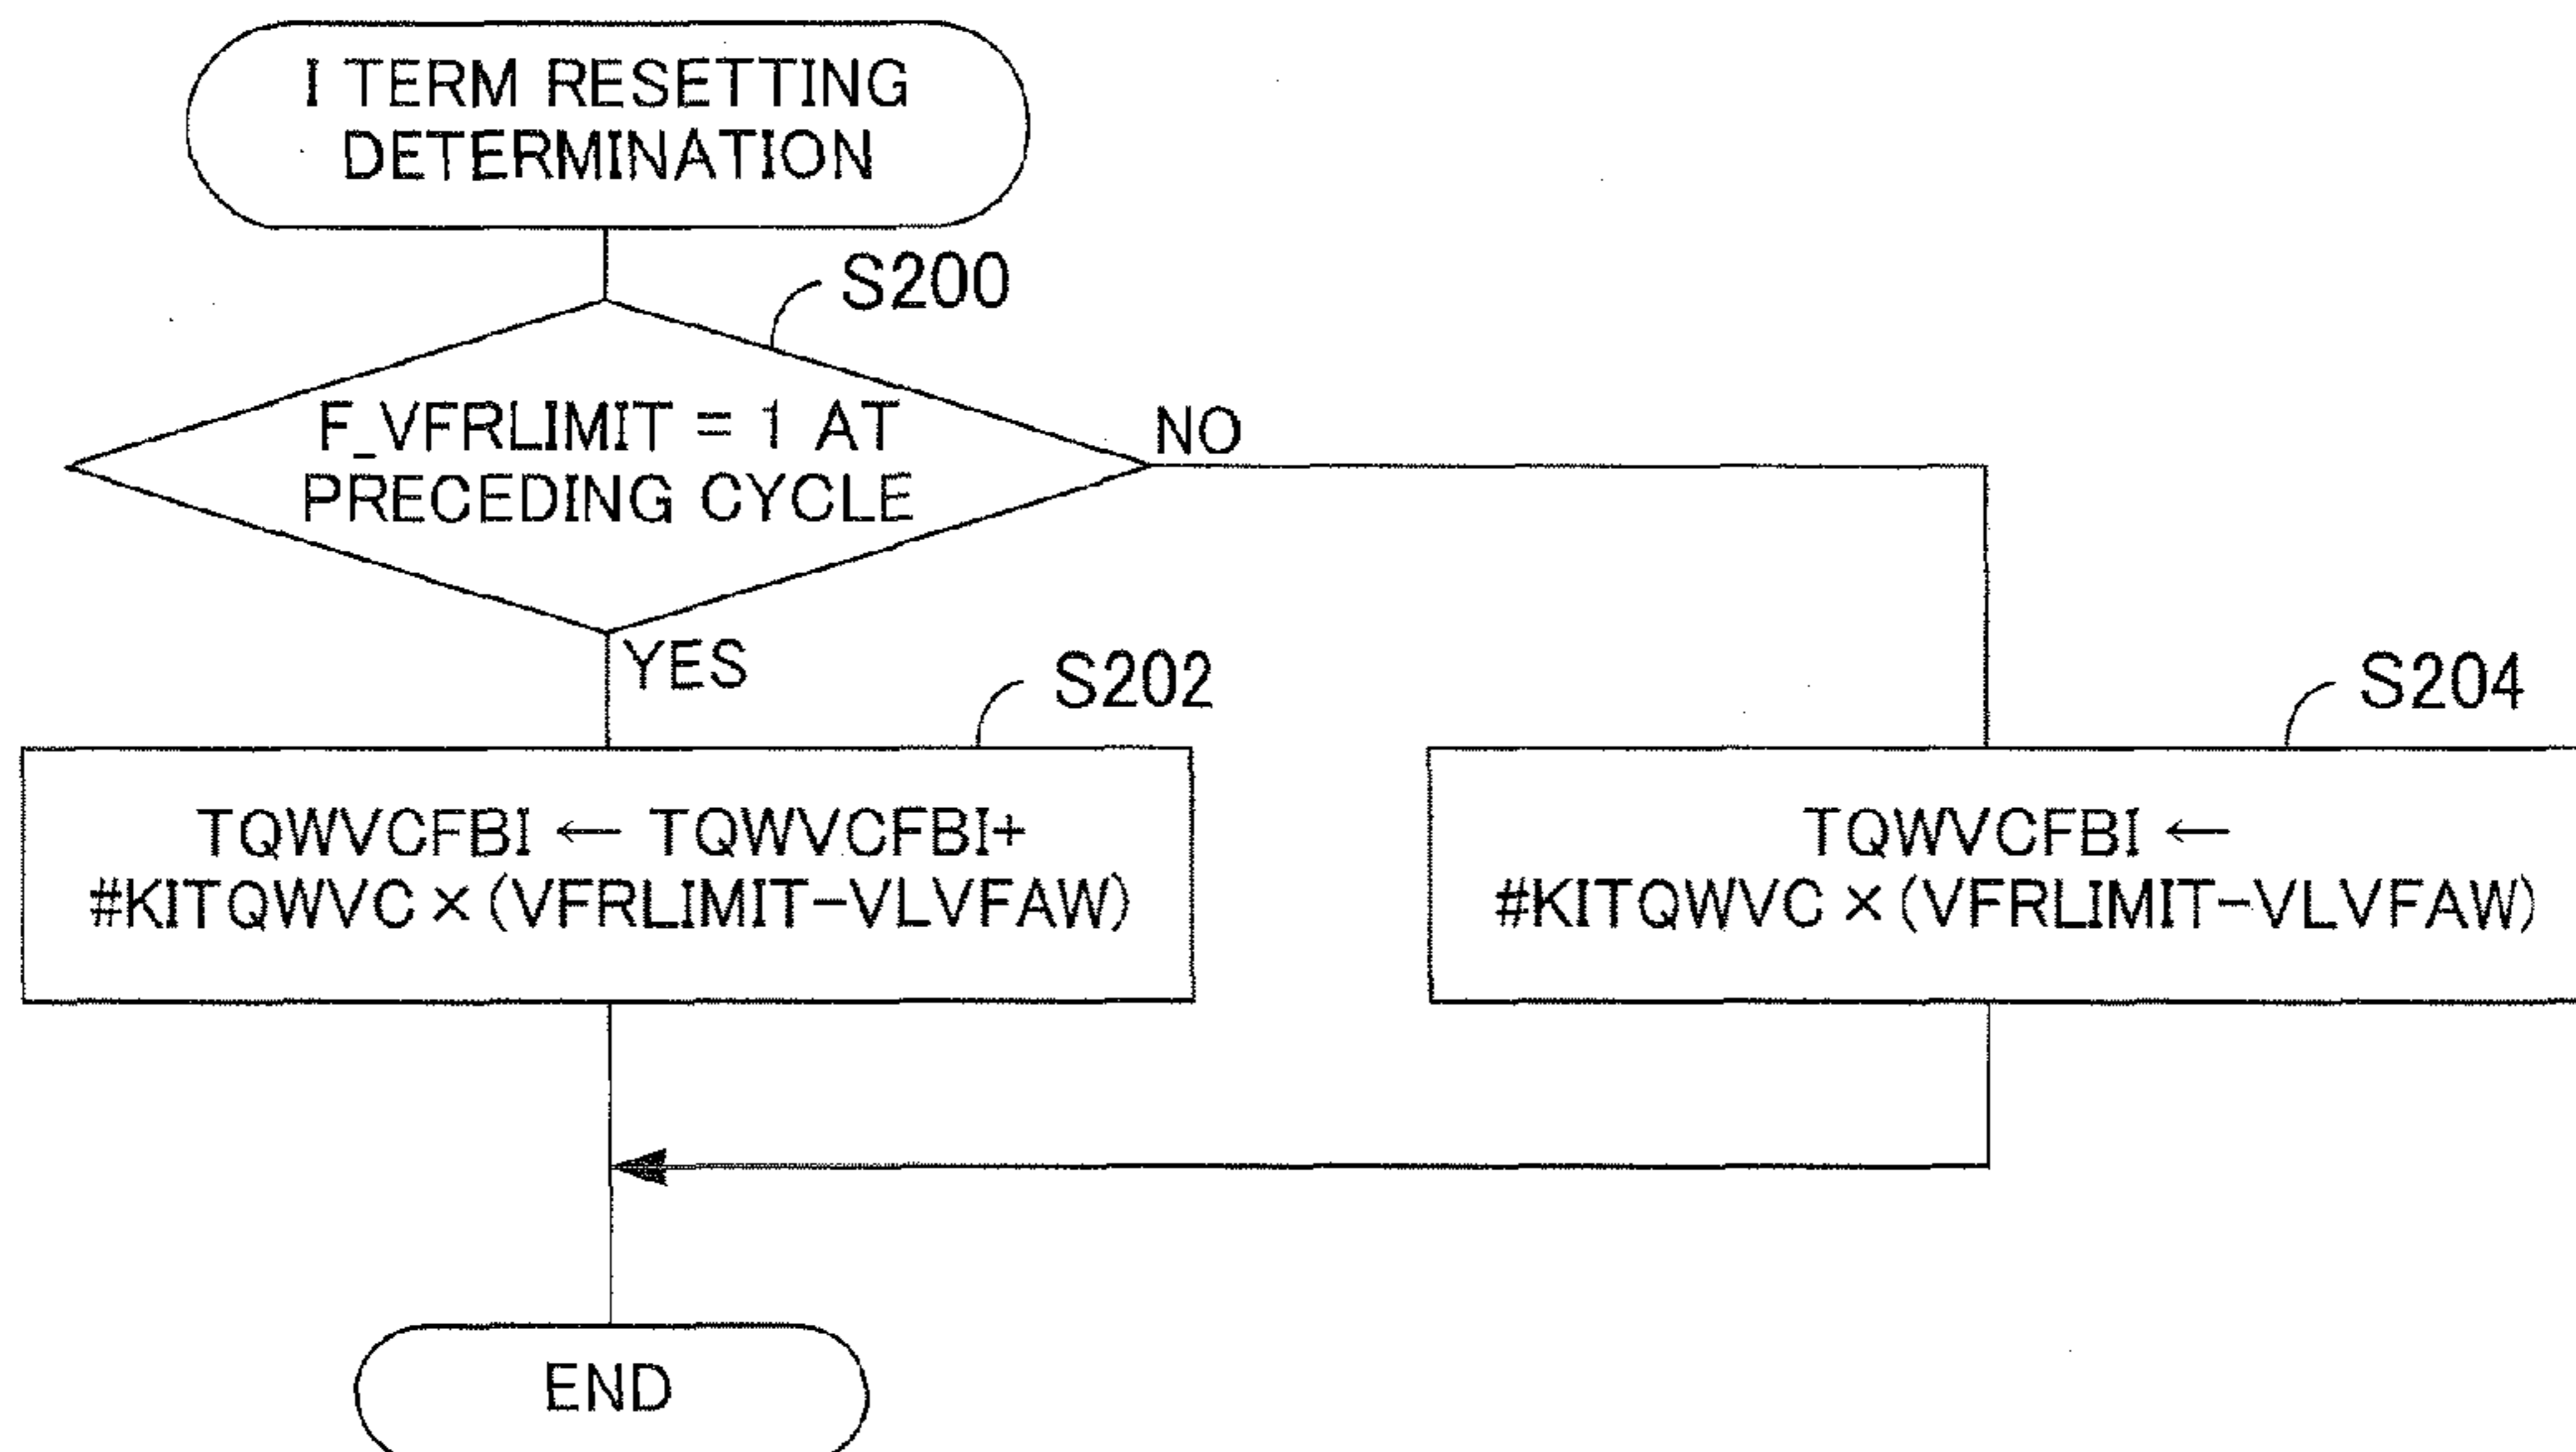 I TERM RESETTING
DETERMINATION
S200
F_VFRLIMIT = 1 AT
PRECEDING CYCLE
NO
YES
S202
S204
TQWVCFBI ← TQWVCFBI+
#KITQWVC × (VFRLIMIT-VLVFAW)
TQWVCFBI ←
#KITQWVC × (VFRLIMIT-VLVFAW)
END